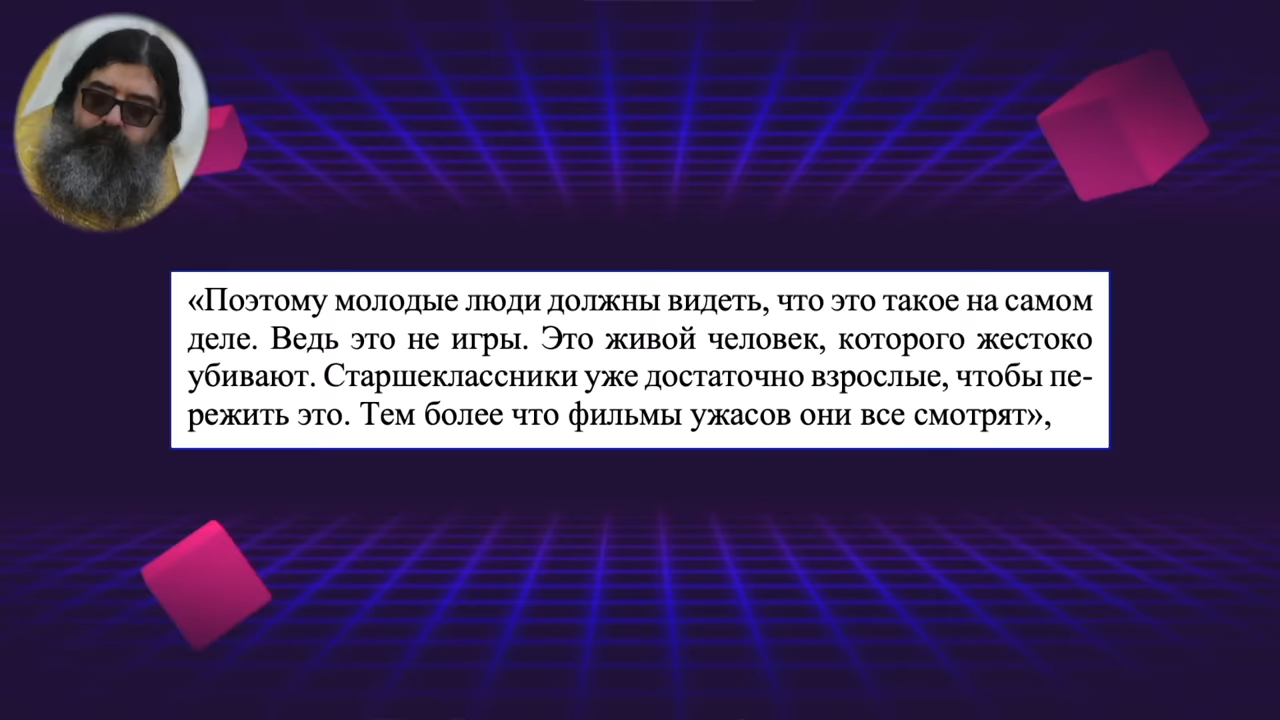 «Поэтому молодые люди должны видеть, что это такое на самом
деле. Ведь это не игры. Это живой человек, которого жестоко
убивают. Старшеклассники уже достаточно взрослые, чтобы пе-
режить это. Тем более что фильмы ужасов они все смотрят»,